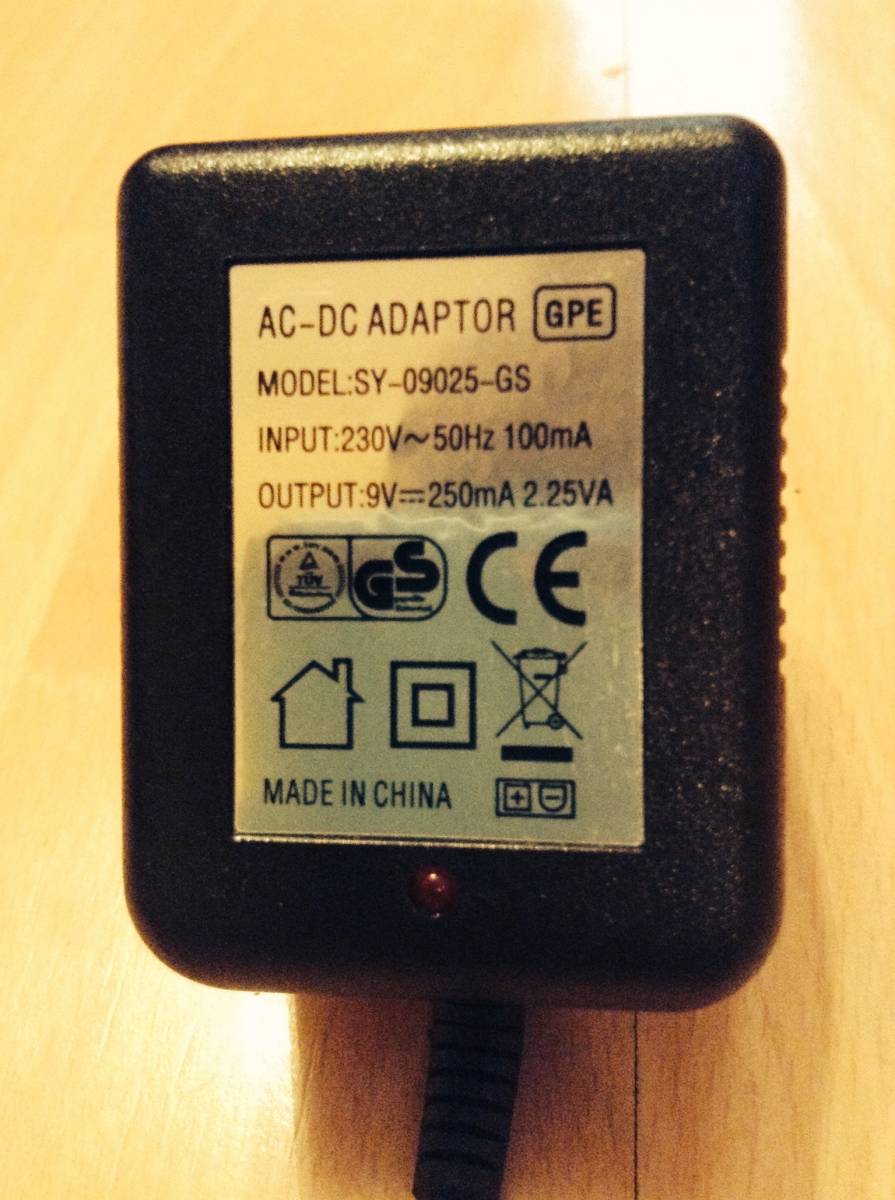 AC-DC ADAPTOR GPE
MODEL:SY-09025-GS
INPUT:230V~50Hz 100mA
OUTPUT:9V⎓250mA 2.25VA
TÜV GS CE
MADE IN CHINA + −